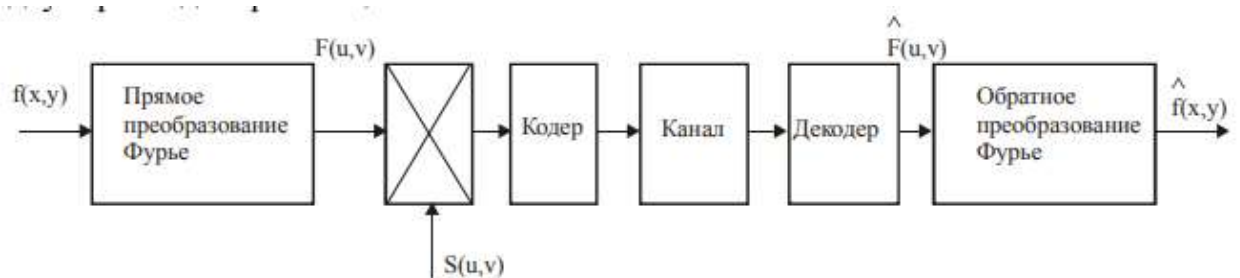 F(u,v)
^
F(u,v)
f(x,y)
Прямое
преобразование
Фурье
Кодер
Канал
Декодер
Обратное
преобразование
Фурье
^
f(x,y)
S(u,v)